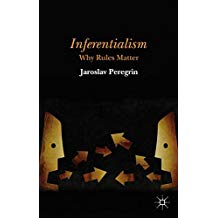 Inferentialism
Why Rules Matter
Jaroslav Peregrin